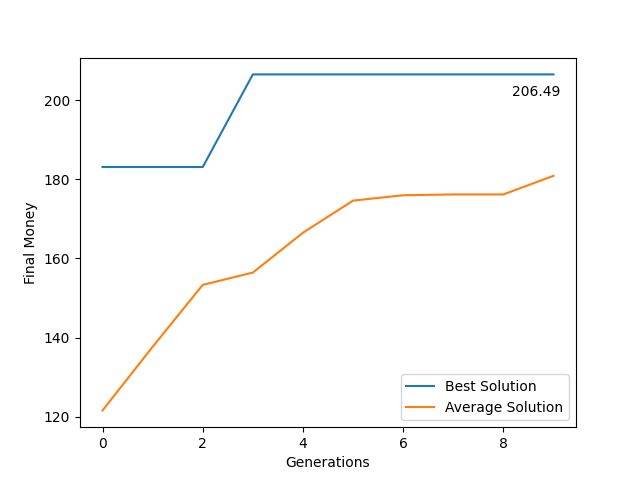 206.49
200
180
160
140
120
Final Money
Best Solution
Average Solution
0 2 4 6 8
Generations